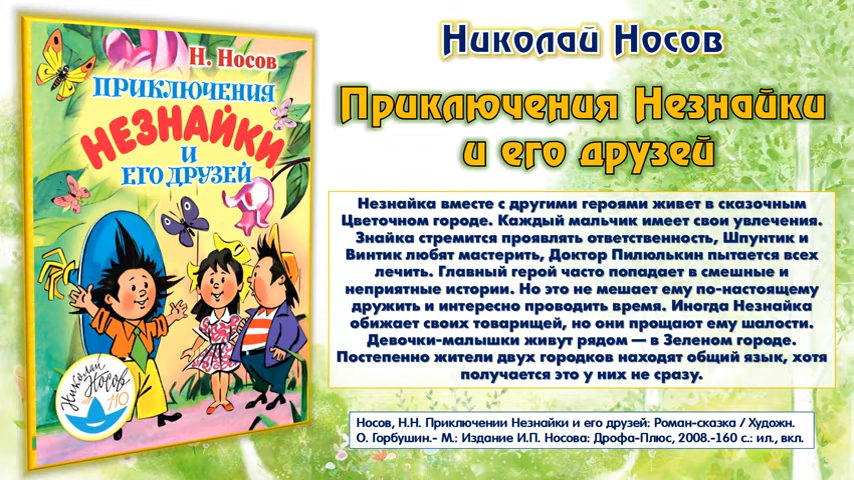 Н. Носов
ПРИКЛЮЧЕНИЯ
НЕЗНАЙКИ
И
ЕГО ДРУЗЕЙ
Николай
Носов
110
Николай Носов
Приключения Незнайки
и его друзей
Незнайка вместе с другими героями живет в сказочным
Цветочном городе. Каждый мальчик имеет свои увлечения.
Знайка стремится проявлять ответственность, Шпунтик и
Винтик любят мастерить, Доктор Пилюлькин пытается всех
лечить. Главный герой часто попадает в смешные и
неприятные истории. Но это не мешает ему по-настоящему
дружить и интересно проводить время. Иногда Незнайка
обижает своих товарищей, но они прощают ему шалости.
Девочки-малышки живут рядом — в Зеленом городе.
Постепенно жители двух городков находят общий язык, хотя
получается это у них не сразу.
Носов, Н.Н. Приключении Незнайки и его друзей: Роман-сказка / Художн.
О. Горбушин.- М.: Издание И.П. Носова: Дрофа-Плюс, 2008.-160 с.: ил., вкл.